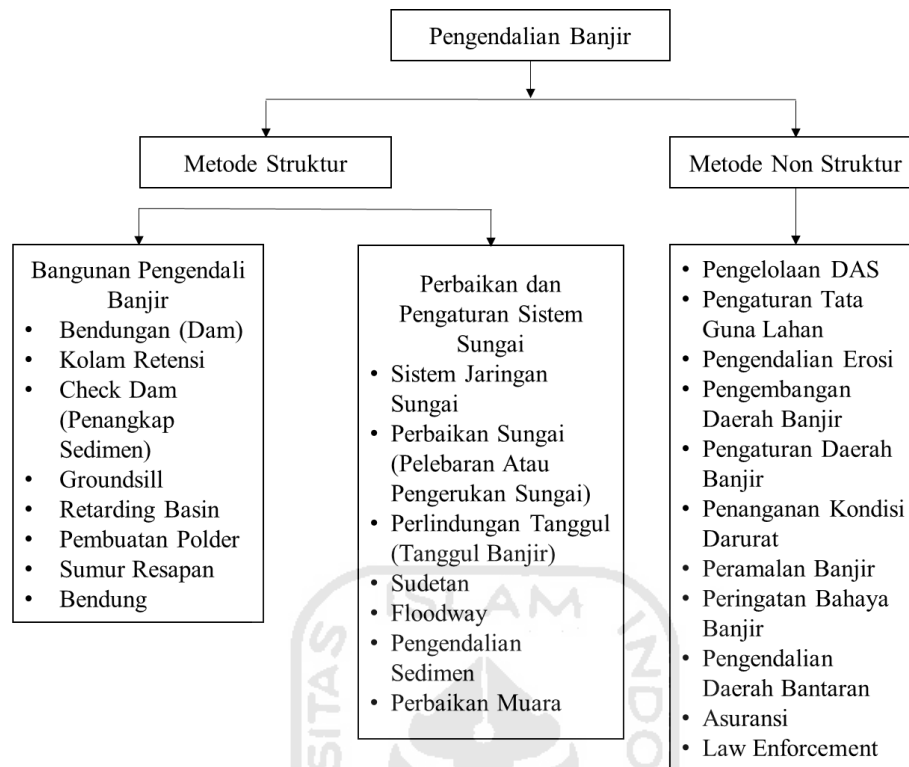 Pengendalian Banjir
Metode Struktur
Metode Non Struktur
Bangunan Pengendali
Banjir
• Bendungan (Dam)
• Kolam Retensi
• Check Dam
(Penangkap
Sedimen)
• Groundsill
• Retarding Basin
• Pembuatan Polder
• Sumur Resapan
• Bendung
Perbaikan dan
Pengaturan Sistem
Sungai
• Sistem Jaringan
Sungai
• Perbaikan Sungai
(Pelebaran Atau
Pengerukan Sungai)
• Perlindungan Tanggul
(Tanggul Banjir)
• Sudetan
• Floodway
• Pengendalian
Sedimen
• Perbaikan Muara
• Pengelolaan DAS
• Pengaturan Tata
Guna Lahan
• Pengendalian Erosi
• Pengembangan
Daerah Banjir
• Pengaturan Daerah
Banjir
• Penanganan Kondisi
Darurat
• Peramalan Banjir
• Peringatan Bahaya
Banjir
• Pengendalian
Daerah Bantaran
• Asuransi
• Law Enforcement
ISLAM